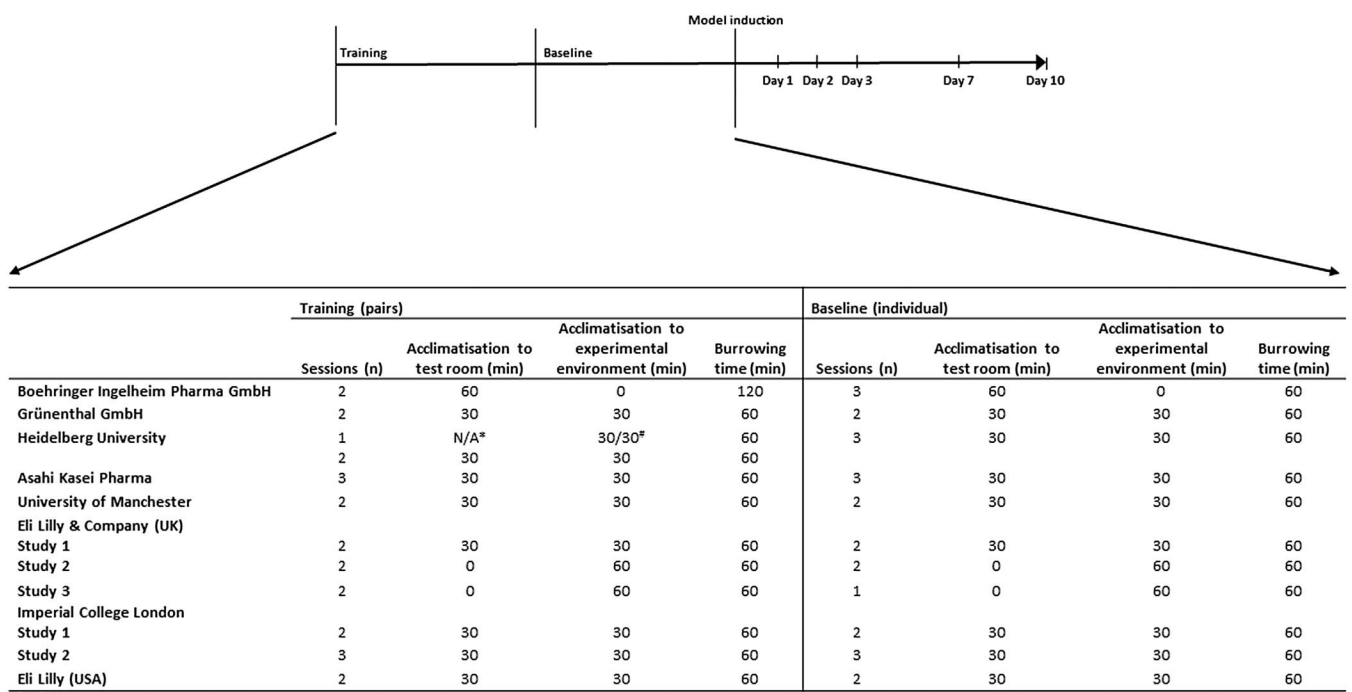 Model induction
Training Baseline
Day 1 Day 2 Day 3 Day 7 Day 10
Training (pairs) Baseline (individual)
Acclimatisation to Acclimatisation to
Acclimatisation to experimental Burrowing Acclimatisation to experimental Burrowing
Sessions (n) test room (min) environment (min) time (min) Sessions (n) test room (min) environment (min) time (min)
Boehringer Ingelheim Pharma GmbH 2 60 0 120 3 60 0 60
Grünenthal GmbH 2 30 30 60 2 30 30 60
Heidelberg University 1 N/A* 30/30# 60 3 30 30 60
2 30 30 60
Asahi Kasei Pharma 3 30 30 60 3 30 30 60
University of Manchester 2 30 30 60 2 30 30 60
Eli Lilly & Company (UK)
Study 1 2 30 30 60 2 30 30 60
Study 2 2 0 60 60 2 0 60 60
Study 3 2 0 60 60 1 0 60 60
Imperial College London
Study 1 2 30 30 60 2 30 30 60
Study 2 3 30 30 60 3 30 30 60
Eli Lilly (USA) 2 30 30 60 2 30 30 60